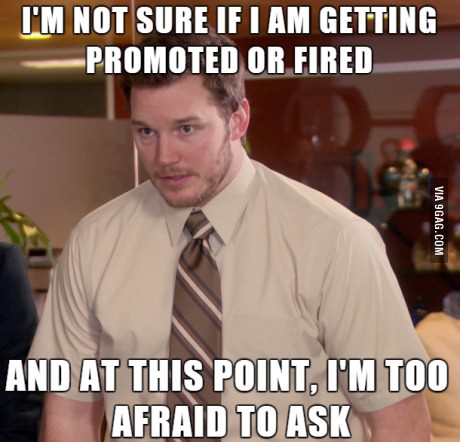 I'M NOT SURE IF I AM GETTING
PROMOTED OR FIRED
VIA 9GAG.COM
AND AT THIS POINT, I'M TOO
AFRAID TO ASK